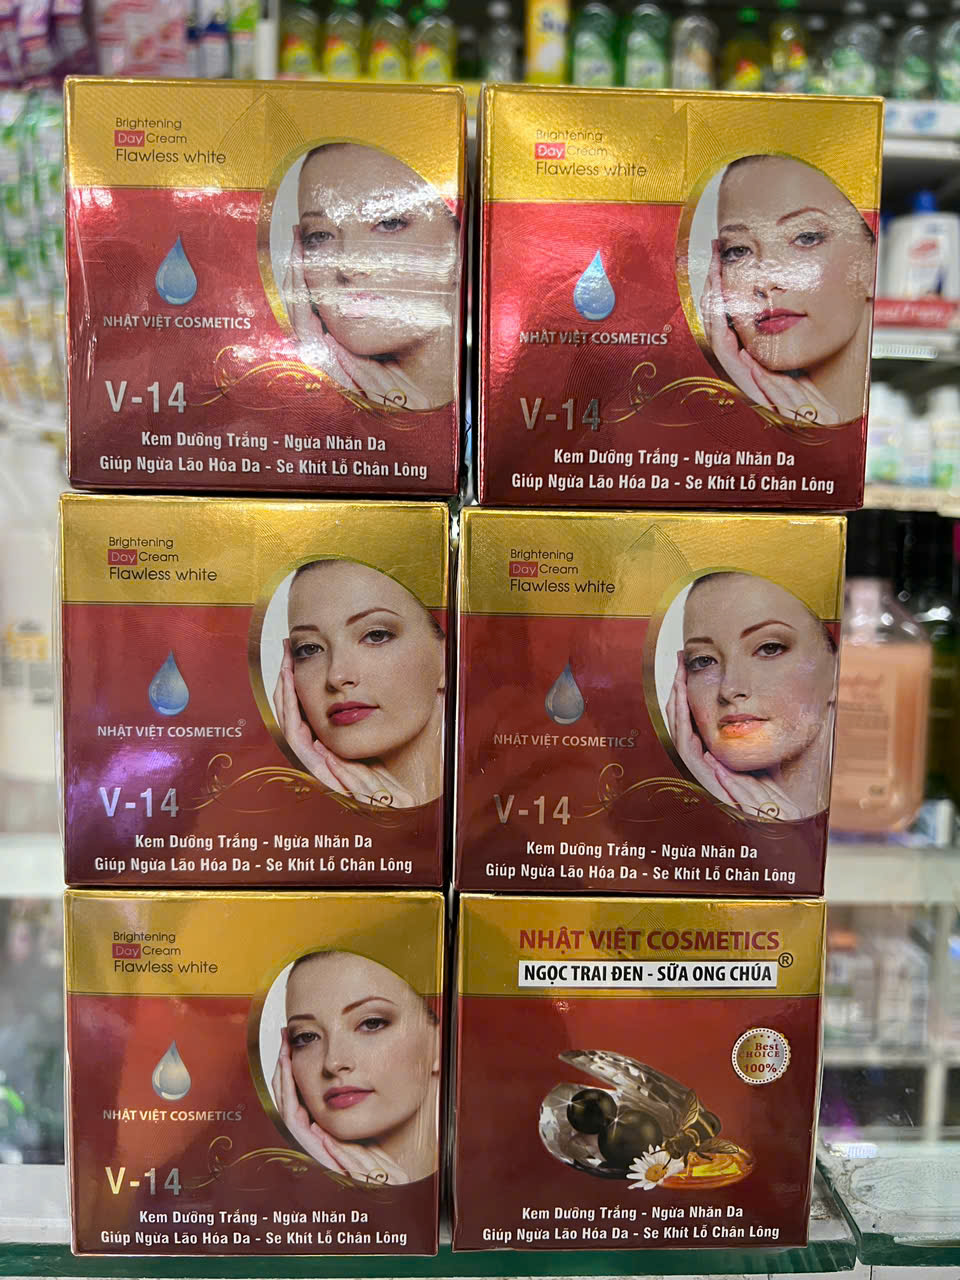 Brightening
Day Cream
Flawless white
NHẬT VIỆT COSMETICS®
V-14
Kem Dưỡng Trắng - Ngừa Nhăn Da
Giúp Ngừa Lão Hóa Da - Se Khít Lỗ Chân Lông
Brightening
Day Cream
Flawless white
NHẬT VIỆT COSMETICS®
V-14
Kem Dưỡng Trắng - Ngừa Nhăn Da
Giúp Ngừa Lão Hóa Da - Se Khít Lỗ Chân Lông
Brightening
Day Cream
Flawless white
NHẬT VIỆT COSMETICS®
V-14
Kem Dưỡng Trắng - Ngừa Nhăn Da
Giúp Ngừa Lão Hóa Da - Se Khít Lỗ Chân Lông
Brightening
Day Cream
Flawless white
NHẬT VIỆT COSMETICS®
V-14
Kem Dưỡng Trắng - Ngừa Nhăn Da
Giúp Ngừa Lão Hóa Da - Se Khít Lỗ Chân Lông
Brightening
Day Cream
Flawless white
NHẬT VIỆT COSMETICS®
V-14
Kem Dưỡng Trắng - Ngừa Nhăn Da
Giúp Ngừa Lão Hóa Da - Se Khít Lỗ Chân Lông
NHẬT VIỆT COSMETICS®
NGỌC TRAI ĐEN - SỮA ONG CHÚA
Best
CHOICE
100%
Kem Dưỡng Trắng - Ngừa Nhăn Da
Giúp Ngừa Lão Hóa Da - Se Khít Lỗ Chân Lông